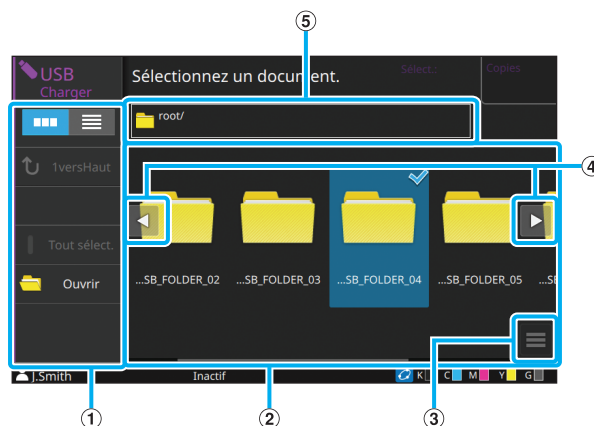 ⑤
USB
Charger
Sélectionnez un document.
Sélect.:
Copies
root/
1versHaut
④
Tout sélect.
Ouvrir
...SB_FOLDER_02
...SB_FOLDER_03
...SB_FOLDER_04
...SB_FOLDER_05
...SB
J.Smith
Inactif
K C M Y G
① ② ③